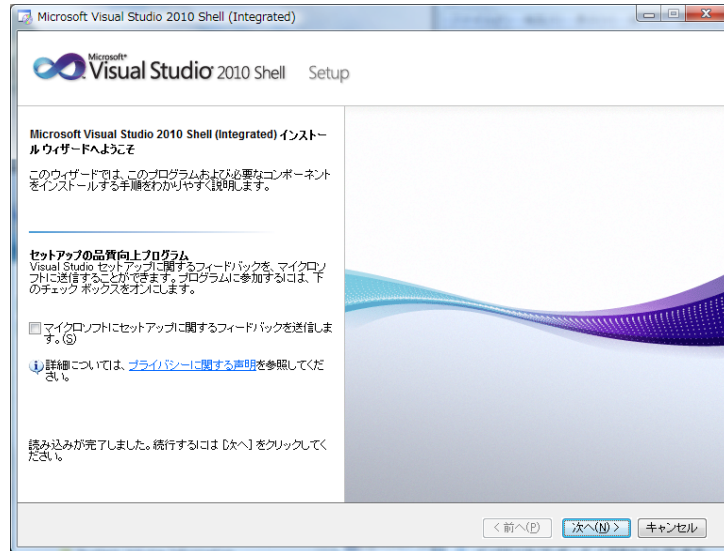 Microsoft Visual Studio 2010 Shell (Integrated)
Microsoft®
Visual Studio® 2010 Shell Setup
Microsoft Visual Studio 2010 Shell (Integrated) インストー
ル ウィザードへようこそ
このウィザードでは、このプログラムおよび必要なコンポーネント
をインストールする手順をわかりやすく説明します。
セットアップの品質向上プログラム
Visual Studio セットアップに関するフィードバックを、マイクロソ
フトに送信することができます。プログラムに参加するには、下
のチェック ボックスをオンにします。
マイクロソフトにセットアップに関するフィードバックを送信しま
す。(S)
詳細については、プライバシーに関する声明を参照してくだ
さい。
読み込みが完了しました。続行するには [次へ] をクリックしてく
ださい。
< 前へ(P) 次へ(N) > キャンセル